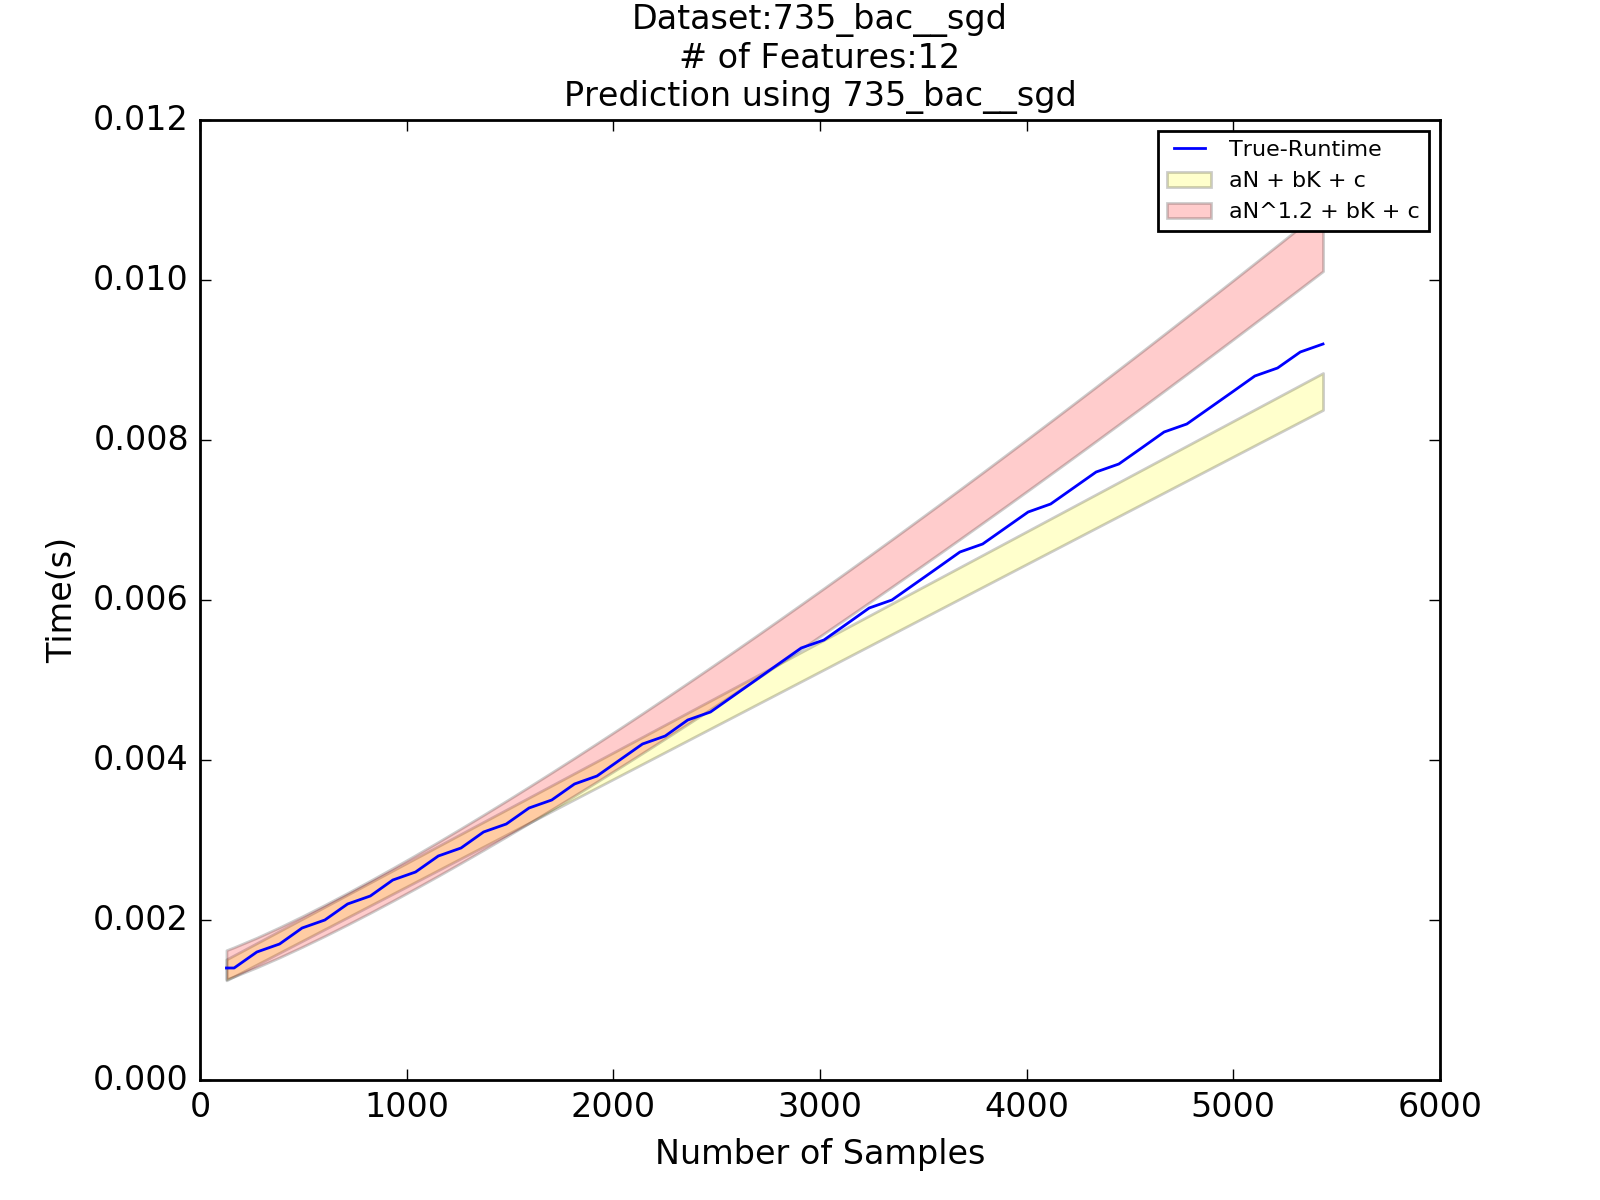 Dataset:735_bac__sgd
# of Features:12
Prediction using 735_bac__sgd
True-Runtime
aN + bK + c
aN^1.2 + bK + c
0.012
0.010
0.008
0.006
0.004
0.002
0.000
Time(s)
0 1000 2000 3000 4000 5000 6000
Number of Samples